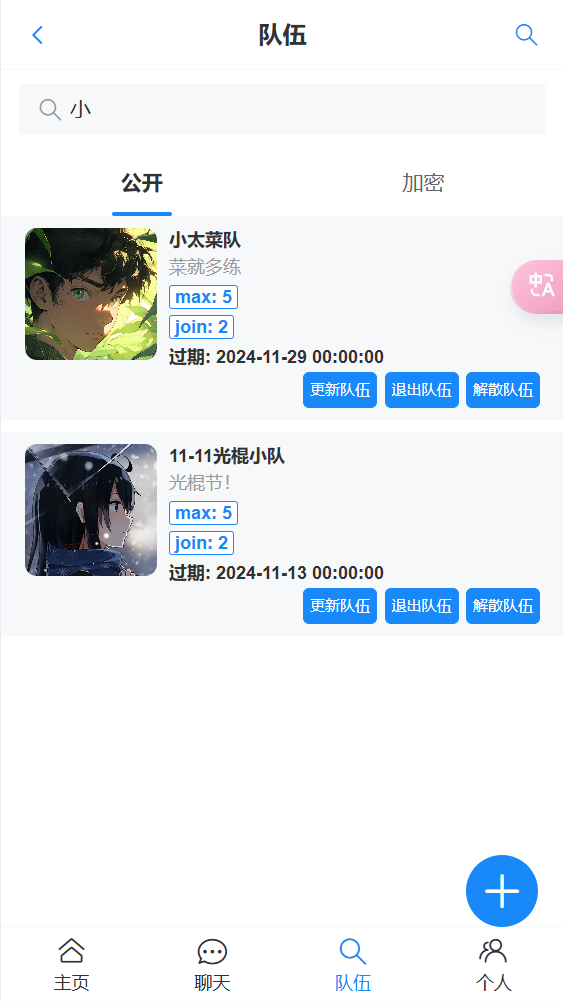 队伍
小
公开 加密
小太菜队
菜就多练
max: 5
join: 2
过期: 2024-11-29 00:00:00
更新队伍 退出队伍 解散队伍
11-11光棍小队
光棍节！
max: 5
join: 2
过期: 2024-11-13 00:00:00
更新队伍 退出队伍 解散队伍
中A
主页 聊天 队伍 个人